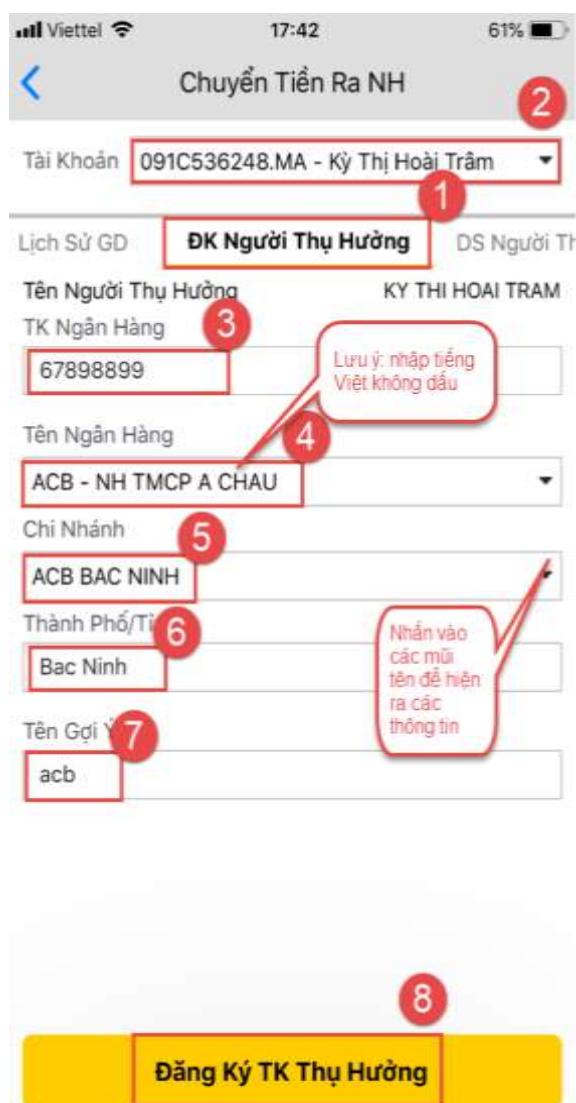 Viettel 17:42 61%
Chuyển Tiền Ra NH
2
Tài Khoản 091C536248.MA - Kỳ Thị Hoài Trâm
1
Lịch Sử GD ĐK Người Thụ Hưởng DS Người Th
Tên Người Thụ Hưởng KY THI HOAI TRAM
TK Ngân Hàng
3
67898899
Lưu ý: nhập tiếng
Việt không dấu
Tên Ngân Hàng
4
ACB - NH TMCP A CHAU
Chi Nhánh
5
ACB BAC NINH
Thành Phố/Tỉ
6
Bac Ninh
Nhấn vào
các mũi
tên để hiện
ra các
thông tin
Tên Gợi Ý
7
acb
8
Đăng Ký TK Thụ Hưởng